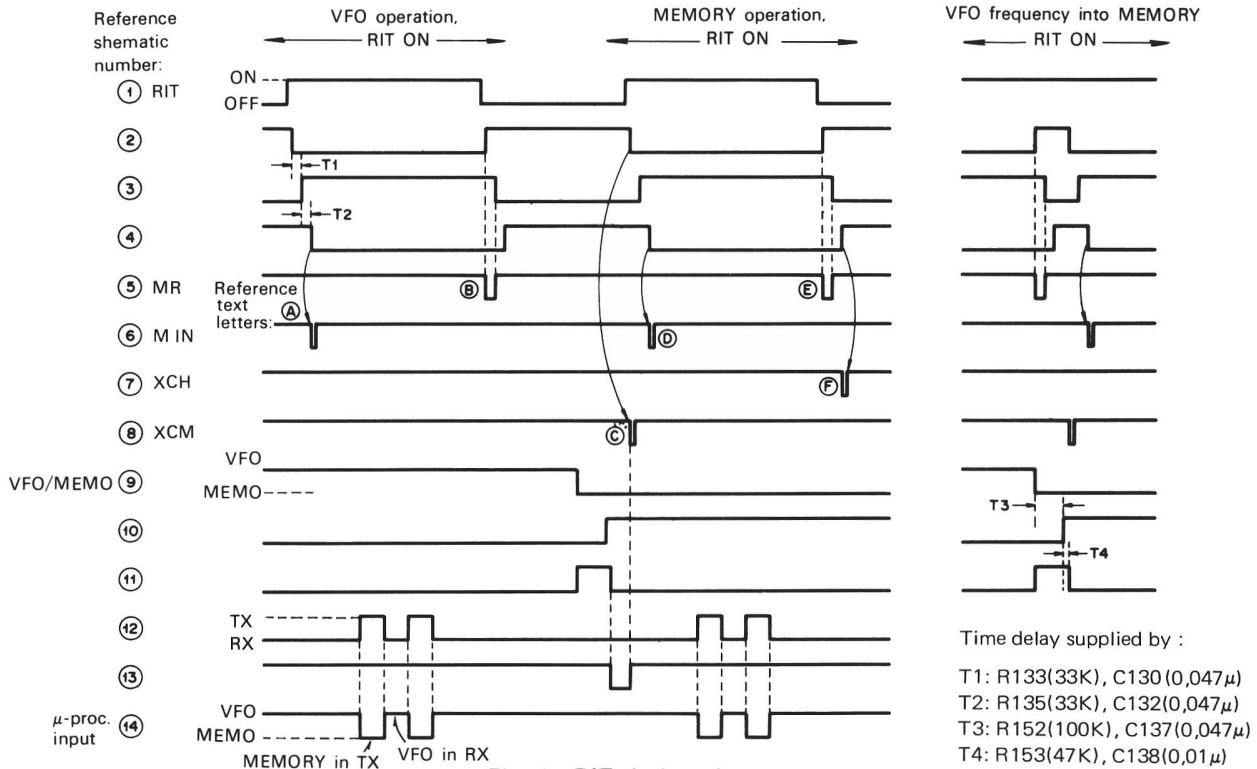 Reference
shematic
number:
VFO operation,
RIT ON
MEMORY operation,
RIT ON
VFO frequency into MEMORY
RIT ON
1 RIT
ON
OFF
2
T1
3
T2
4
5 MR
Reference
text
letters:
A
B
E
6 M IN
D
7 XCH
F
8 XCM
C
VFO/MEMO 9
VFO
MEMO
T3
10
T4
11
12
TX
RX
13
μ-proc.
input
14
VFO
MEMO
MEMORY in TX
VFO in RX
Time delay supplied by :
T1: R133(33K), C130(0,047μ)
T2: R135(33K), C132(0,047μ)
T3: R152(100K), C137(0,047μ)
T4: R153(47K), C138(0,01μ)